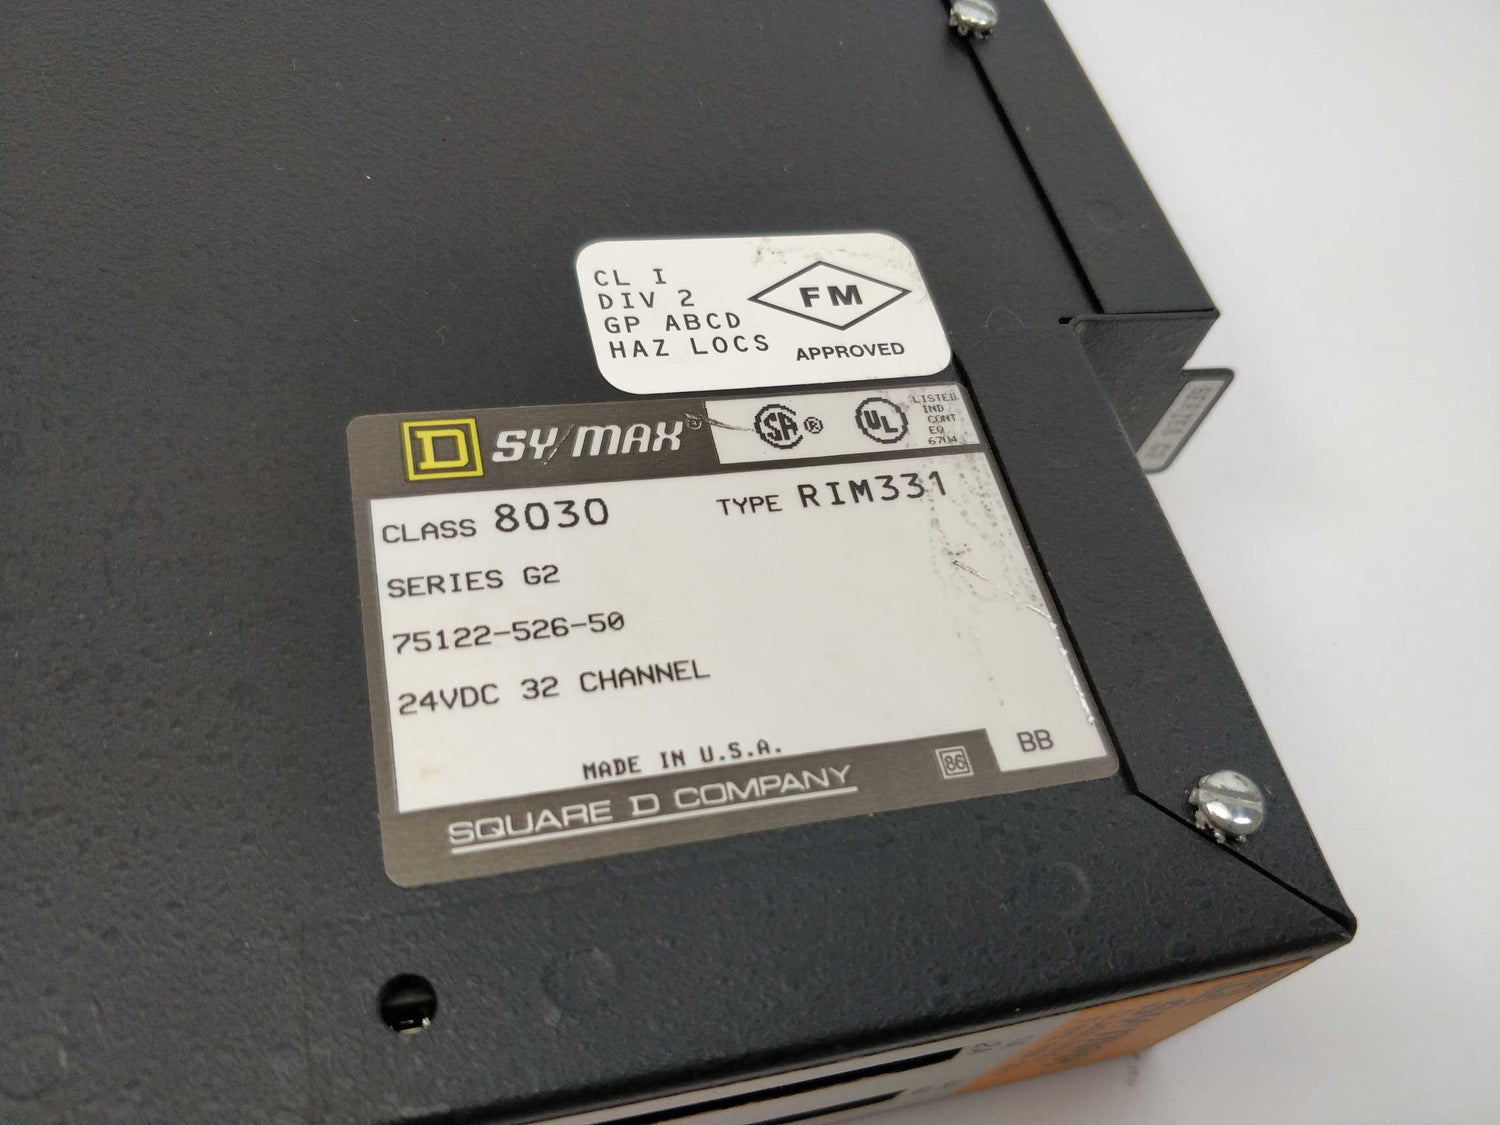 CL I
DIV 2
GP ABCD
HAZ LOCS
FM
APPROVED
D SY/MAX®
SA ®
UL
LISTED
IND
CONT
EQ
67U4
CLASS 8030 TYPE RIM331
SERIES G2
75122-526-50
24VDC 32 CHANNEL
MADE IN U.S.A.
SQUARE D COMPANY
86
BB